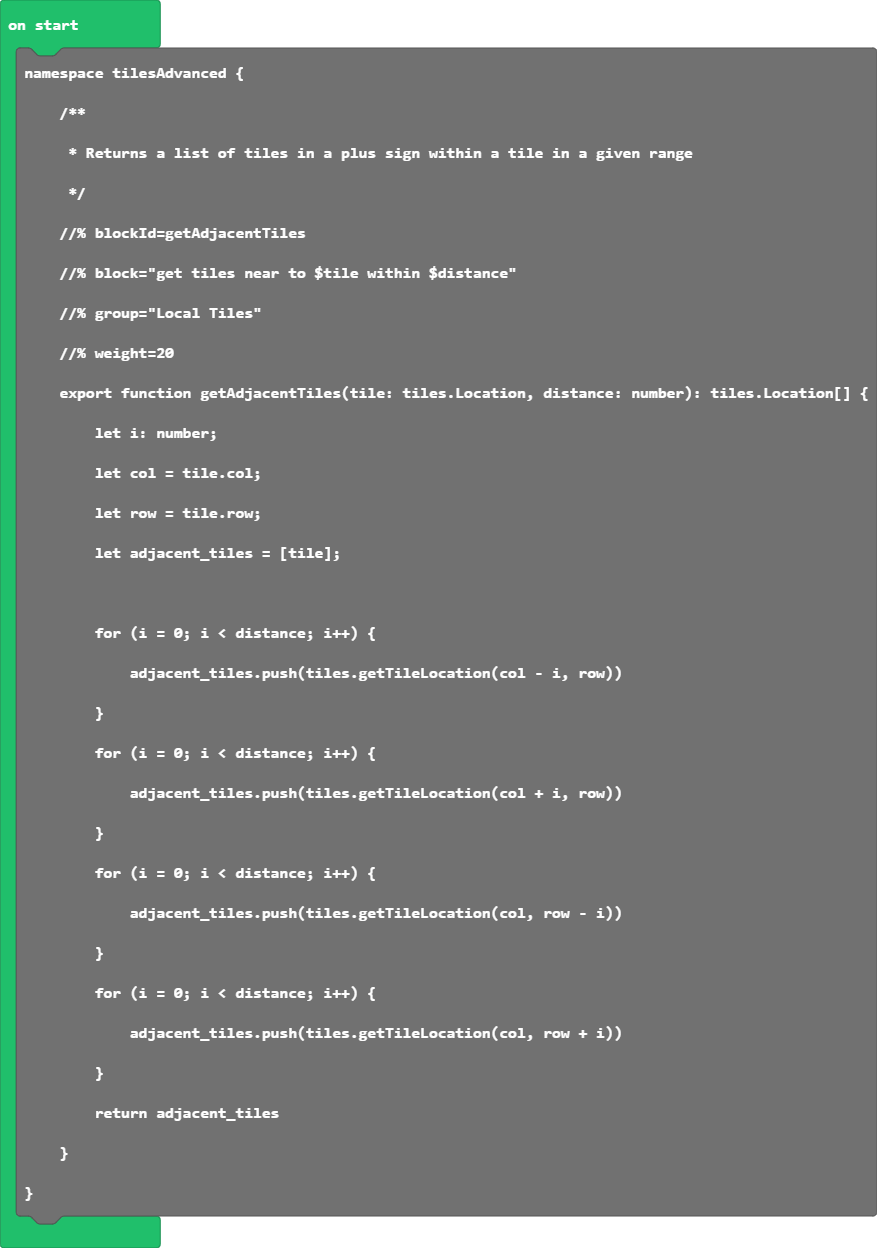 on start
namespace tilesAdvanced {
/**
* Returns a list of tiles in a plus sign within a tile in a given range
*/
//% blockId=getAdjacentTiles
//% block="get tiles near to $tile within $distance"
//% group="Local Tiles"
//% weight=20
export function getAdjacentTiles(tile: tiles.Location, distance: number): tiles.Location[] {
let i: number;
let col = tile.col;
let row = tile.row;
let adjacent_tiles = [tile];
for (i = 0; i < distance; i++) {
adjacent_tiles.push(tiles.getTileLocation(col - i, row))
}
for (i = 0; i < distance; i++) {
adjacent_tiles.push(tiles.getTileLocation(col + i, row))
}
for (i = 0; i < distance; i++) {
adjacent_tiles.push(tiles.getTileLocation(col, row - i))
}
for (i = 0; i < distance; i++) {
adjacent_tiles.push(tiles.getTileLocation(col, row + i))
}
return adjacent_tiles
}
}